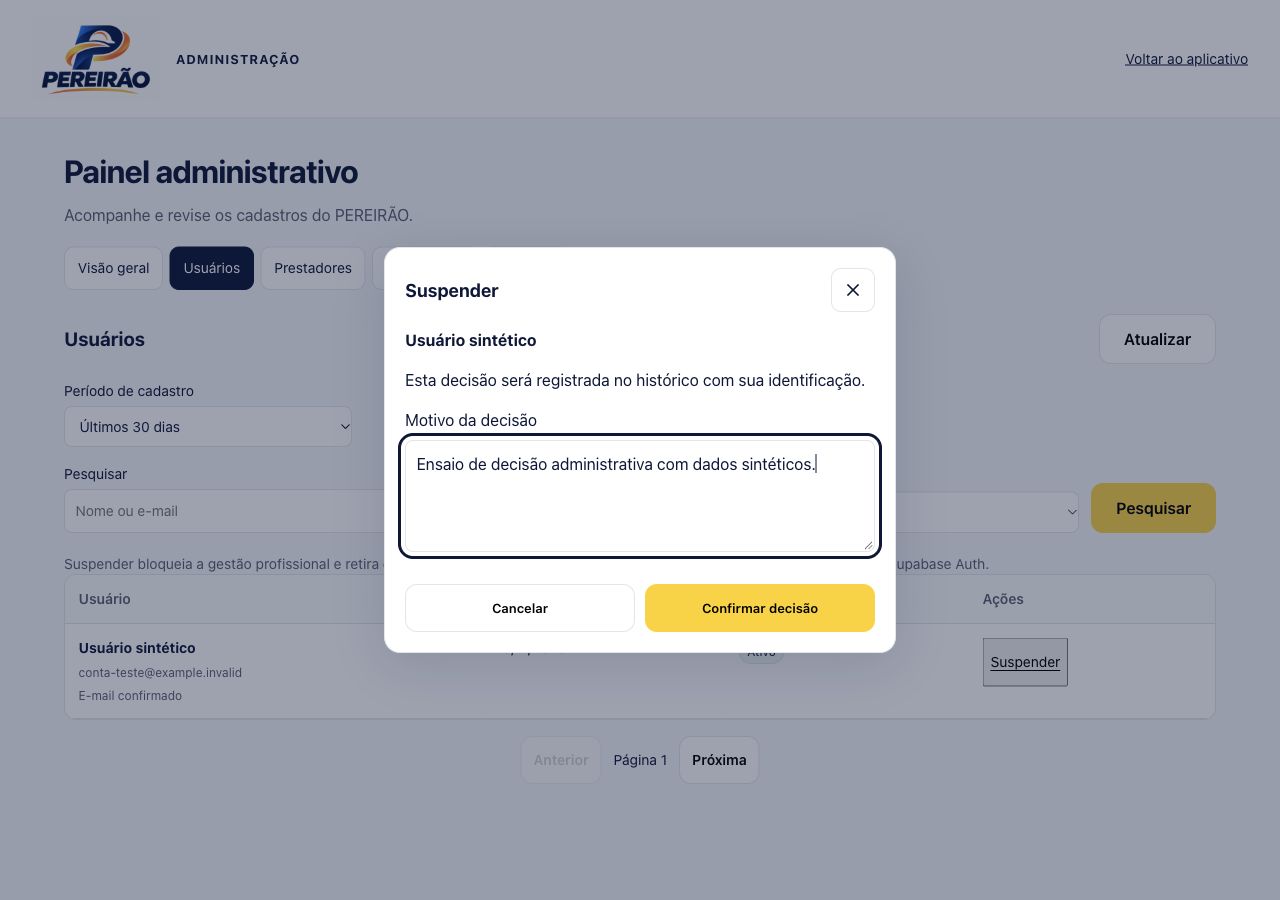 PEREIRÃO
ADMINISTRAÇÃO
Voltar ao aplicativo
Painel administrativo
Acompanhe e revise os cadastros do PEREIRÃO.
Visão geral
Usuários
Prestadores
Usuários
Atualizar
Período de cadastro
Últimos 30 dias
Pesquisar
Nome ou e-mail
Pesquisar
Suspender bloqueia a gestão profissional e retira
upabase Auth.
Usuário
Ações
Usuário sintético
conta-teste@example.invalid
E-mail confirmado
Suspender
Anterior
Página 1
Próxima
Suspender
Usuário sintético
Esta decisão será registrada no histórico com sua identificação.
Motivo da decisão
Ensaio de decisão administrativa com dados sintéticos.
Cancelar
Confirmar decisão